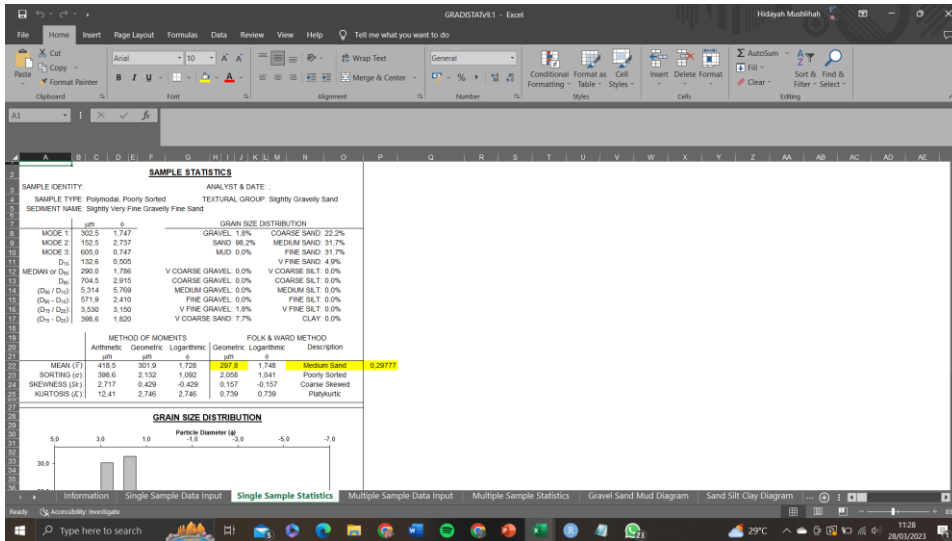 GRADISTATv9.1 - Excel
Hidayah Mushlihah
File Home Insert Page Layout Formulas Data Review View Help Tell me what you want to do
Cut
Copy
Format Painter
Paste
Arial 10
B I U
Wrap Text
Merge & Center
General
Conditional Formatting
Format as Table
Cell Styles
Insert Delete Format
AutoSum
Fill
Clear
Sort & Filter
Find & Select
Clipboard Font Alignment Number Styles Cells Editing
A1 fx
A B C D E F G H I J K L M N O P Q R S T U V W X Y Z AA AB AC AD AE
SAMPLE STATISTICS
SAMPLE IDENTITY: ANALYST & DATE: ,
SAMPLE TYPE: Polymodal, Poorly Sorted TEXTURAL GROUP: Slightly Gravelly Sand
SEDIMENT NAME: Slightly Very Fine Gravelly Fine Sand
µm ϕ GRAIN SIZE DISTRIBUTION
MODE 1: 302,5 1,747 GRAVEL: 1,8% COARSE SAND: 22,2%
MODE 2: 152,5 2,737 SAND: 98,2% MEDIUM SAND: 31,7%
MODE 3: 605,0 0,747 MUD: 0,0% FINE SAND: 31,7%
D10: 132,6 0,505 V FINE SAND: 4,9%
MEDIAN or D50: 290,0 1,786 V COARSE GRAVEL: 0,0% V COARSE SILT: 0,0%
D90: 704,5 2,915 COARSE GRAVEL: 0,0% COARSE SILT: 0,0%
(D90 / D10): 5,314 5,769 MEDIUM GRAVEL: 0,0% MEDIUM SILT: 0,0%
(D90 - D10): 571,9 2,410 FINE GRAVEL: 0,0% FINE SILT: 0,0%
(D75 / D25): 3,530 3,150 V FINE GRAVEL: 1,8% V FINE SILT: 0,0%
(D75 - D25): 398,6 1,820 V COARSE SAND: 7,7% CLAY: 0,0%
METHOD OF MOMENTS FOLK & WARD METHOD
Arithmetic Geometric Logarithmic Geometric Logarithmic Description
µm µm ϕ µm ϕ
MEAN (x̄): 418,5 301,9 1,728 297,8 1,748 Medium Sand 0,29777
SORTING (σ): 398,6 2,132 1,092 2,058 1,041 Poorly Sorted
SKEWNESS (Sk): 2,717 0,429 -0,429 0,157 -0,157 Coarse Skewed
KURTOSIS (K): 12,41 2,746 2,746 0,739 0,739 Platykurtic
GRAIN SIZE DISTRIBUTION
Particle Diameter (ϕ)
5,0 3,0 1,0 -1,0 -3,0 -5,0 -7,0
30,0
Information Single Sample Data Input Single Sample Statistics Multiple Sample Data Input Multiple Sample Statistics Gravel Sand Mud Diagram Sand Silt Clay Diagram ...
Ready Accessibility: Investigate
Type here to search
23
29°C
11:28
28/03/2023